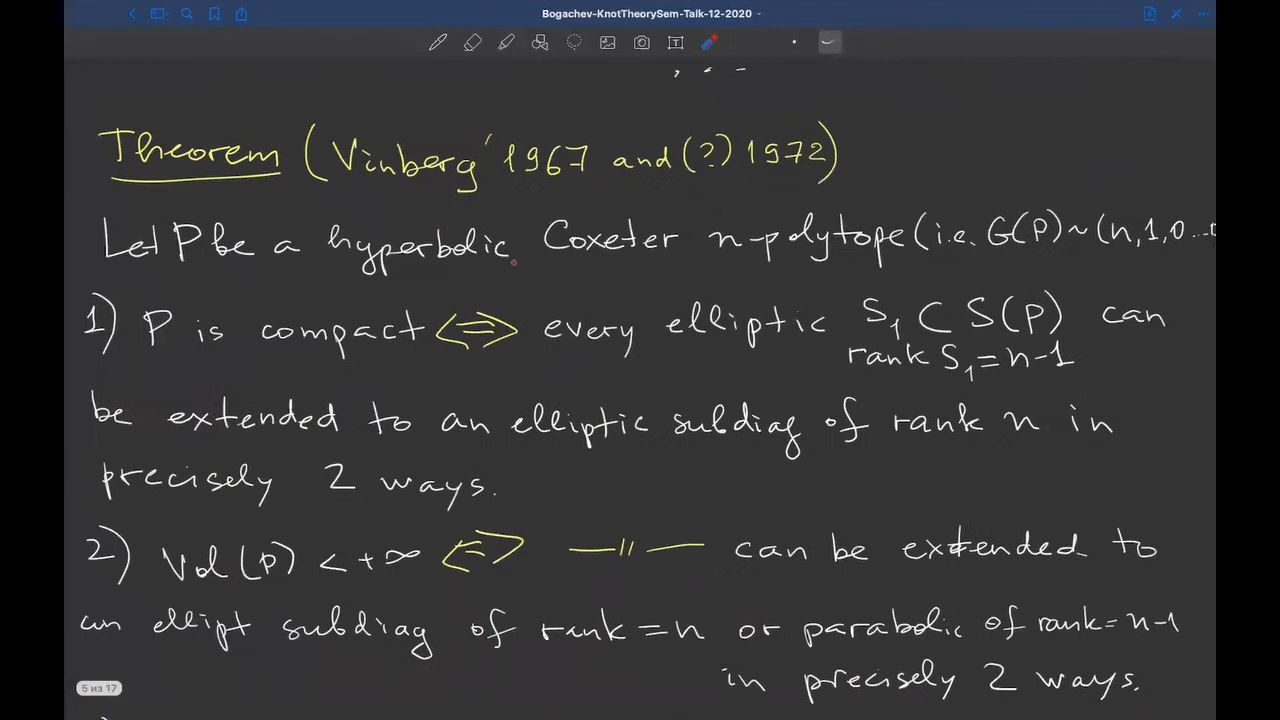 Bogachev-KnotTheorySem-Talk-12-2020
Theorem (Vinberg' 1967 and (?) 1972)
Let P be a hyperbolic Coxeter n-polytope (i.e. G(P) ~ (n,1,0...0
1) P is compact <=> every elliptic S₁ ⊂ S(P) can
rank S₁ = n-1
be extended to an elliptic subdiag of rank n in
precisely 2 ways.
2) Vol(P) < +∞ <=> —"— can be extended to
an ellipt subdiag of rank = n or parabolic of rank = n-1
in precisely 2 ways.
5 из 17